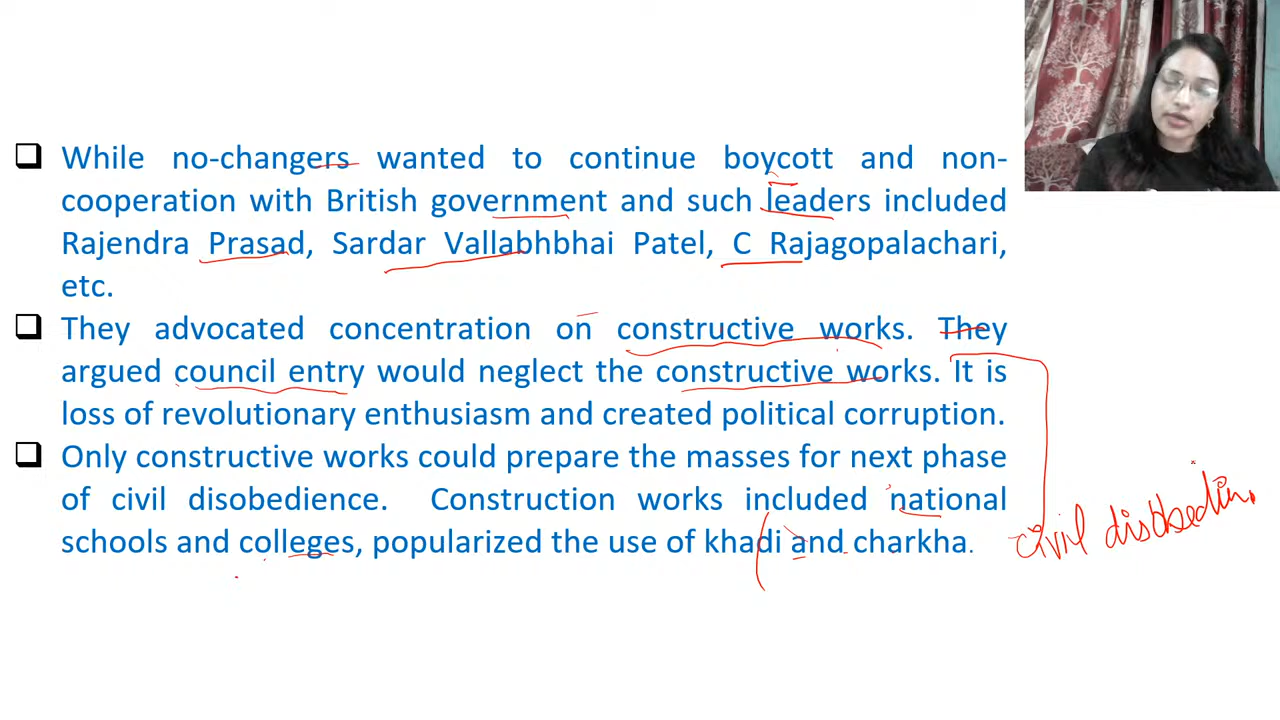 While no-changers wanted to continue boycott and non-
cooperation with British government and such leaders included
Rajendra Prasad, Sardar Vallabhbhai Patel, C Rajagopalachari,
etc.
They advocated concentration on constructive works. They
argued council entry would neglect the constructive works. It is
loss of revolutionary enthusiasm and created political corruption.
Only constructive works could prepare the masses for next phase
of civil disobedience. Construction works included national
schools and colleges, popularized the use of khadi and charkha.
civil